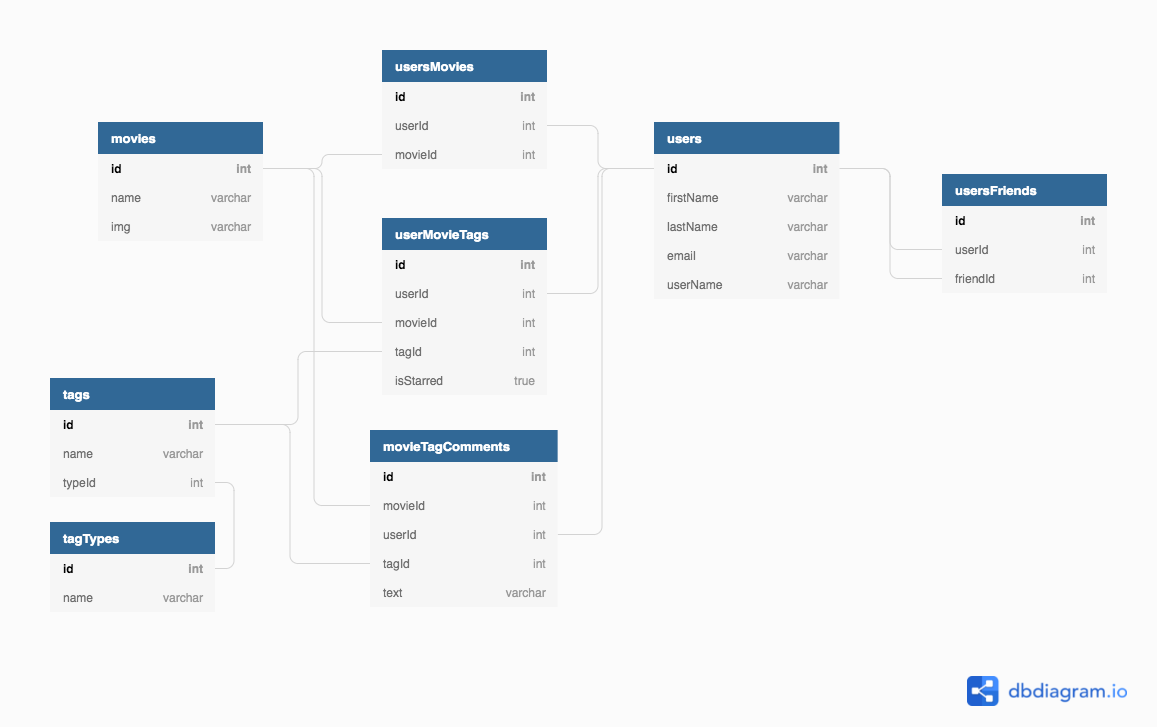 usersMovies
id int
userId int
movieId int
movies
id int
name varchar
img varchar
users
id int
firstName varchar
lastName varchar
email varchar
userName varchar
usersFriends
id int
userId int
friendId int
userMovieTags
id int
userId int
movieId int
tagId int
isStarred true
tags
id int
name varchar
typeId int
movieTagComments
id int
movieId int
userId int
tagId int
text varchar
tagTypes
id int
name varchar
dbdiagram.io